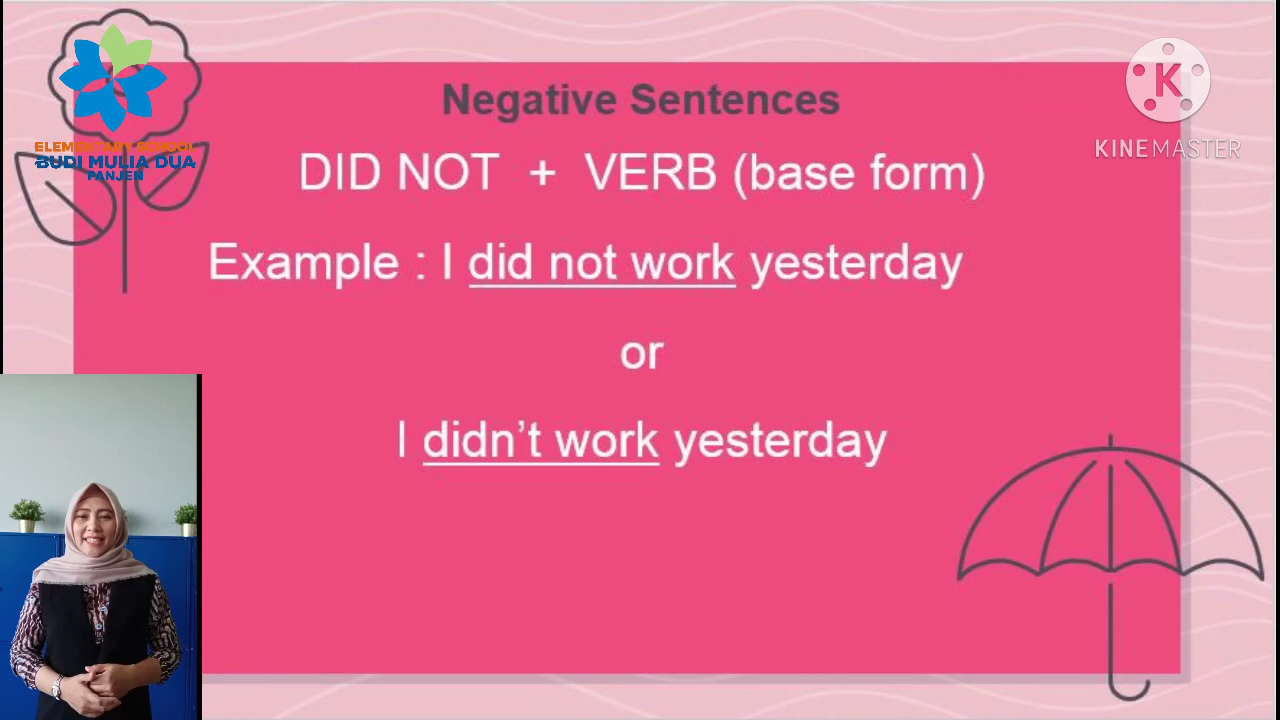 Negative Sentences
ELEMENTARY SCHOOL
BUDI MULIA DUA
PANJEN
KINEMASTER
DID NOT + VERB (base form)
Example : I did not work yesterday
or
I didn't work yesterday